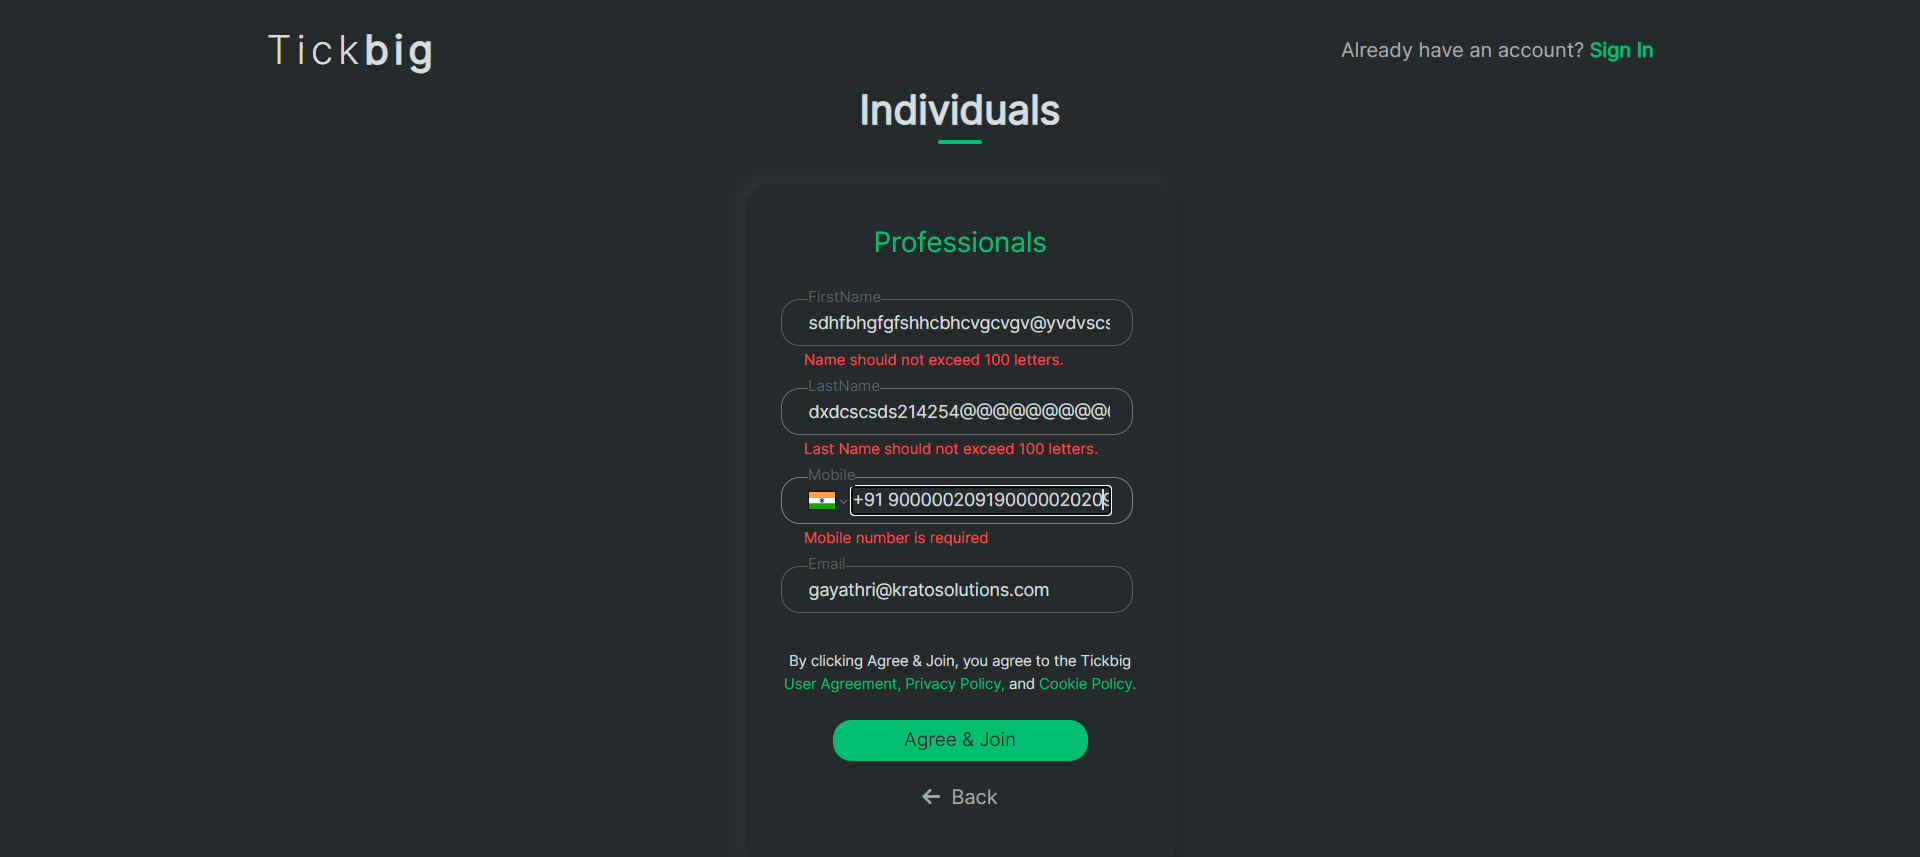 Tickbig
Already have an account? Sign In
Individuals
Professionals
FirstName
sdhfbhgfgfshhcbhcvgcvgv@yvdvscs
Name should not exceed 100 letters.
LastName
dxdcscsds214254@@@@@@@@@
Last Name should not exceed 100 letters.
Mobile
+91 900000209190000020209
Mobile number is required
Email
gayathri@kratosolutions.com
By clicking Agree & Join, you agree to the Tickbig
User Agreement, Privacy Policy, and Cookie Policy.
Agree & Join
Back